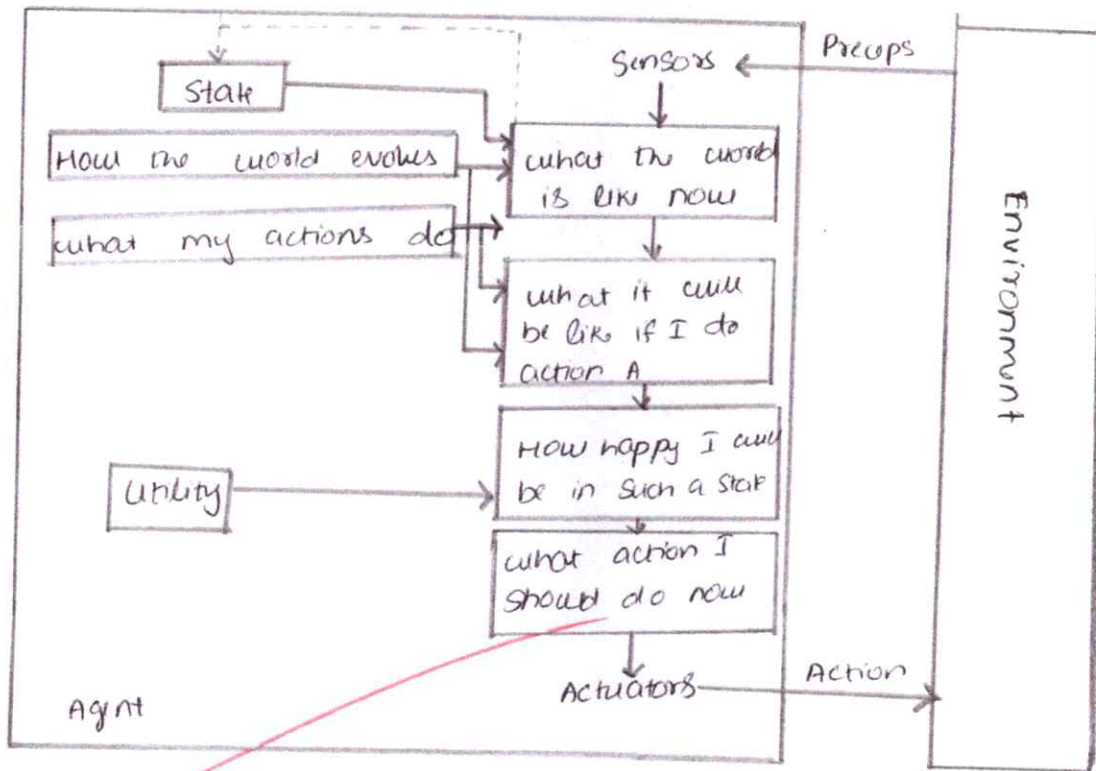 Precops
Sensors
State
How the world evolves
what the world
is like now
what my actions do
what it will
be like if I do
action A
How happy I will
be in such a state
Utility
what action I
should do now
Actuators
Action
Agent
Environment